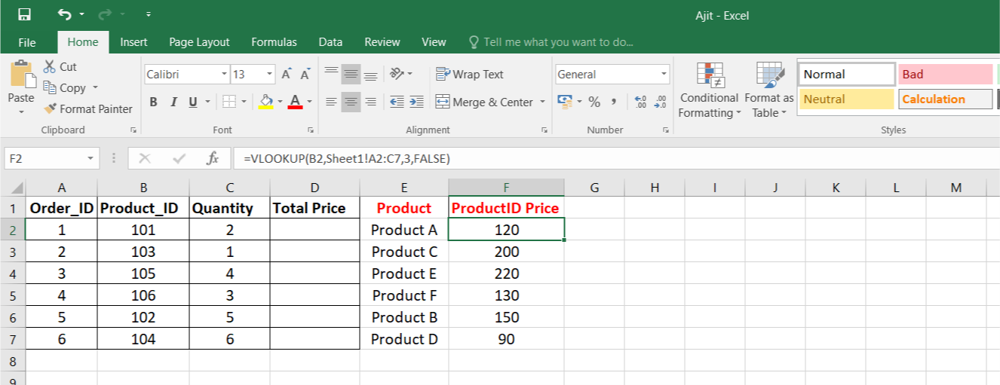 Ajit - Excel
File Home Insert Page Layout Formulas Data Review View Tell me what you want to do...
Cut
Copy
Format Painter
Paste
Clipboard
Calibri 13 A A
B I U A
Font
Wrap Text
Merge & Center
Alignment
General
% , .0 .00 .00 .0
Number
Conditional Formatting
Format as Table
Normal Bad
Neutral Calculation
Styles
F2 fx =VLOOKUP(B2,Sheet1!A2:C7,3,FALSE)
A B C D E F G H I J K L M
1 Order_ID Product_ID Quantity Total Price Product ProductID Price
2 1 101 2 Product A 120
3 2 103 1 Product C 200
4 3 105 4 Product E 220
5 4 106 3 Product F 130
6 5 102 5 Product B 150
7 6 104 6 Product D 90
8
9